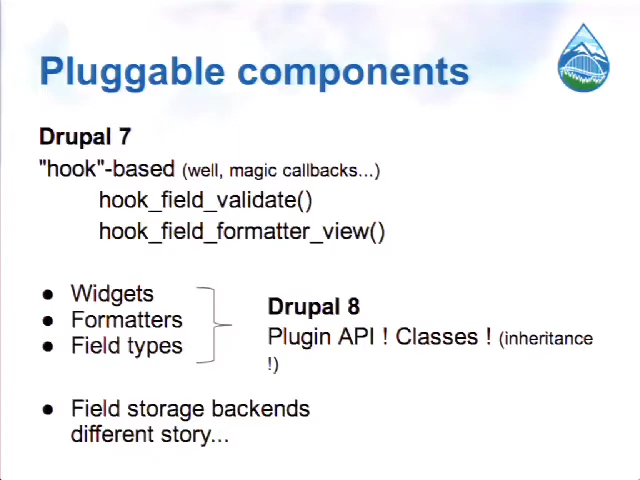 Pluggable components
Drupal 7
"hook"-based (well, magic callbacks...)
hook_field_validate()
hook_field_formatter_view()
● Widgets
● Formatters
● Field types
Drupal 8
Plugin API ! Classes ! (inheritance
!)
● Field storage backends
different story...